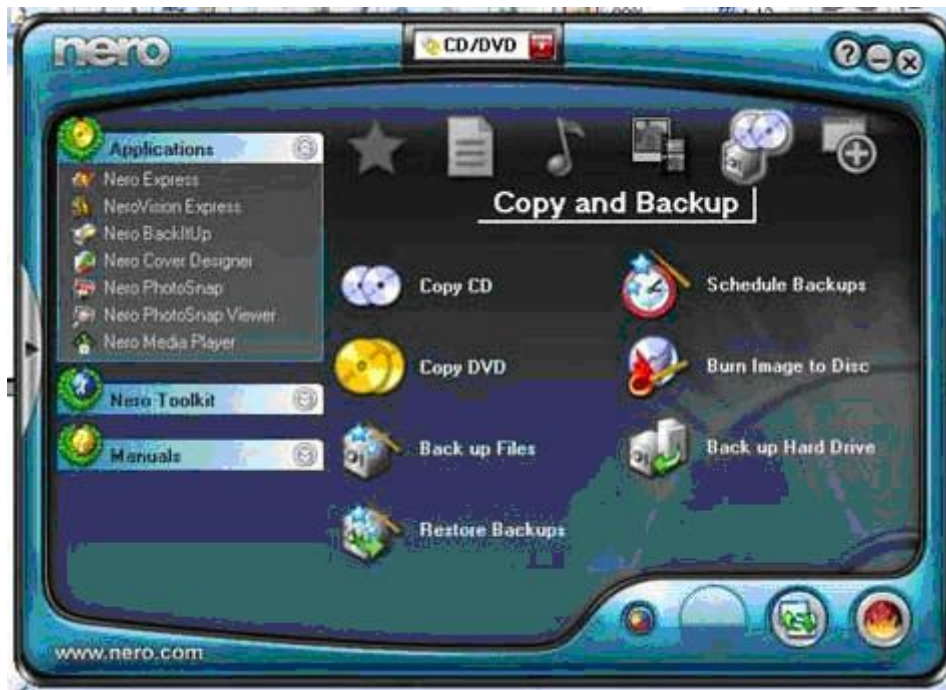 nero
CD/DVD
?
Applications
Nero Express
NeroVision Express
Nero BackItUp
Nero Cover Designer
Nero PhotoSnap
Nero PhotoSnap Viewer
Nero Media Player
Nero Toolkit
Manuals
Copy and Backup
Copy CD
Schedule Backups
Copy DVD
Burn Image to Disc
Back up Files
Back up Hard Drive
Restore Backups
www.nero.com